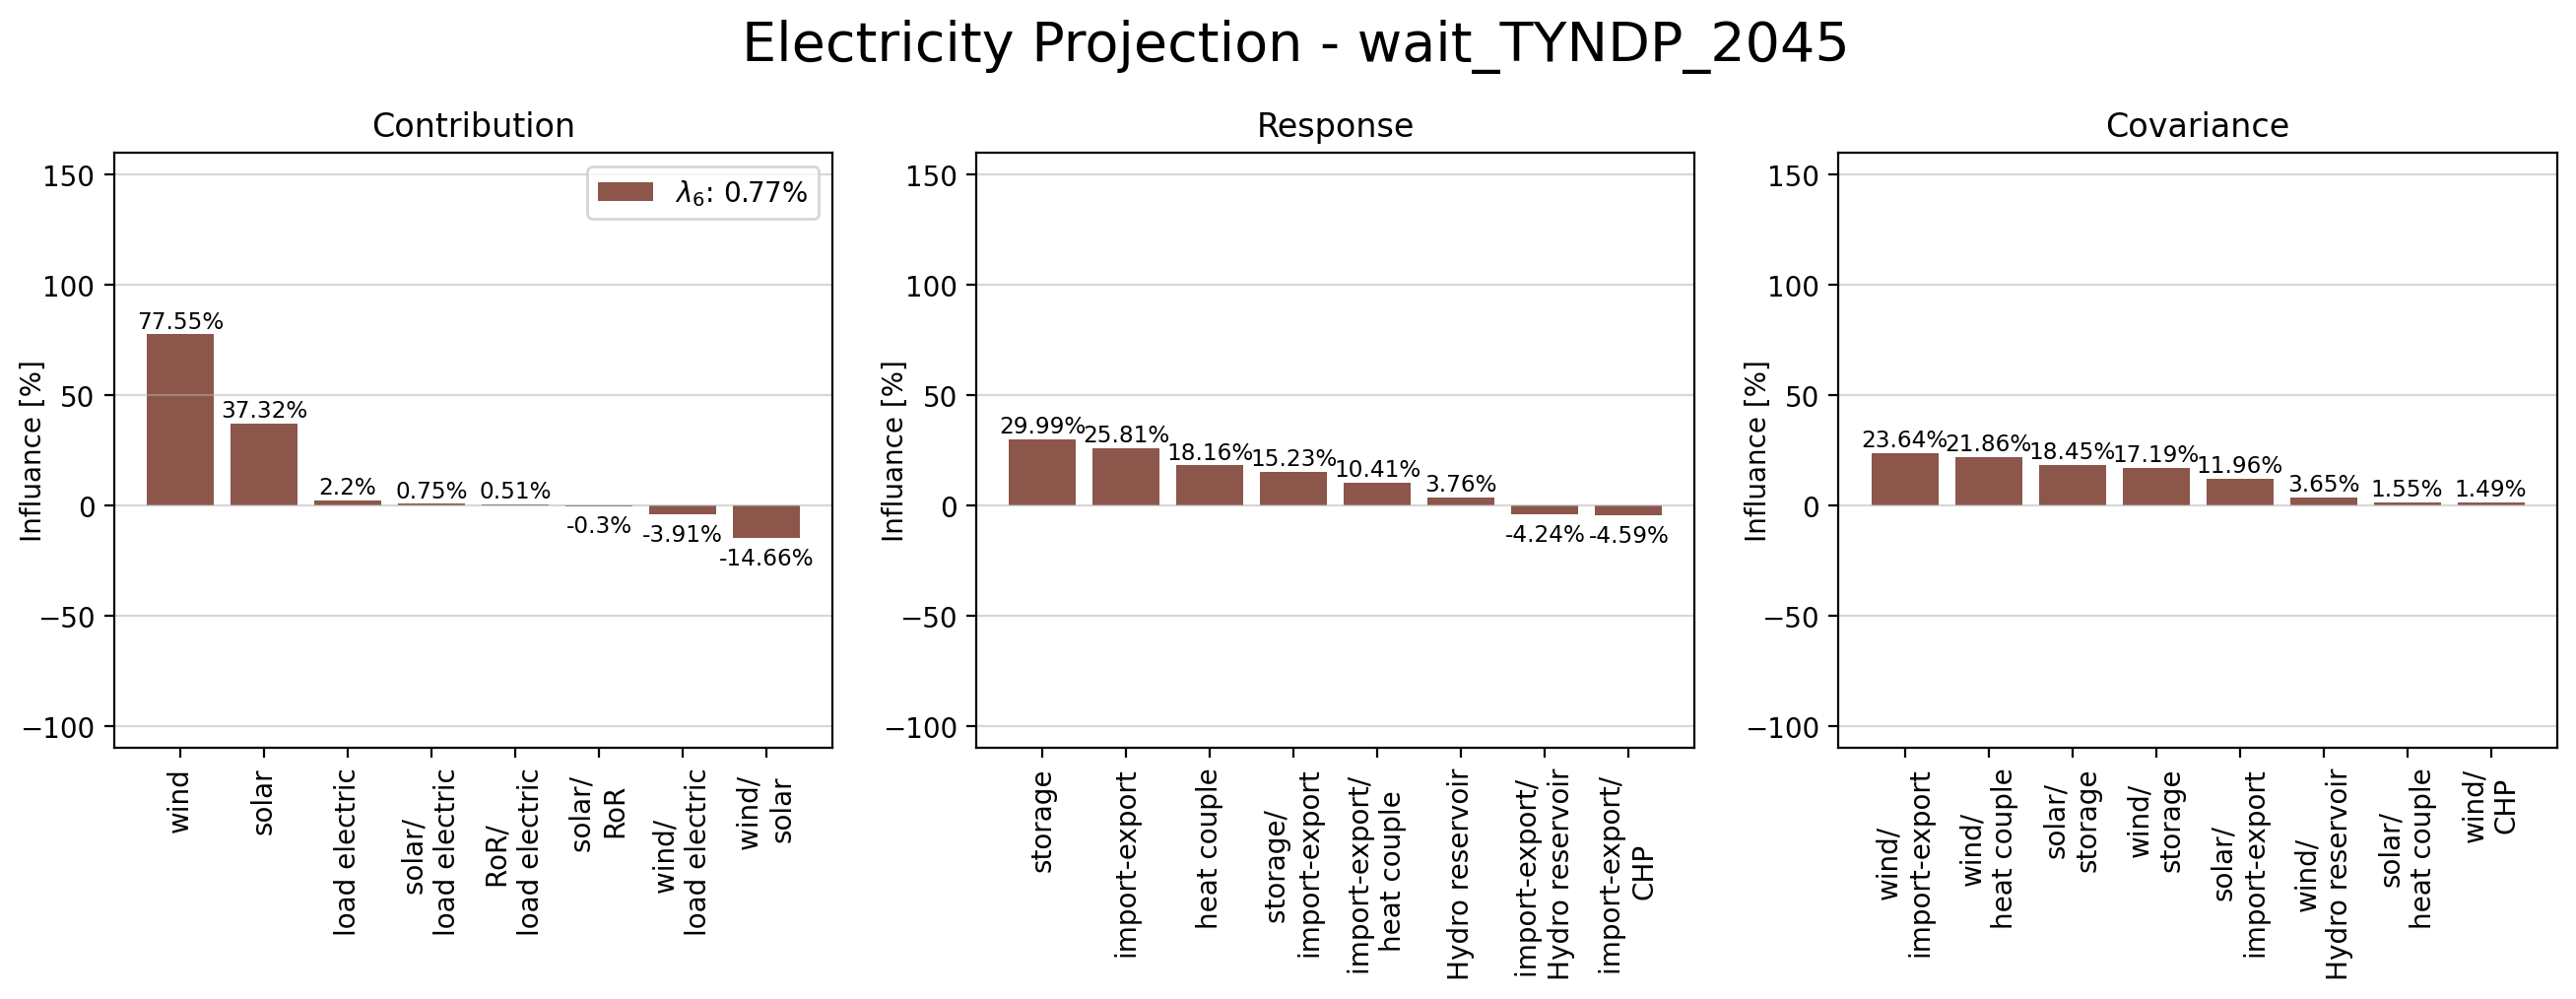 Electricity Projection - wait_TYNDP_2045
Contribution
150
100
50
0
−50
−100
Influance [%]
λ6: 0.77%
77.55%
37.32%
2.2%
0.75%
0.51%
-0.3%
-3.91%
-14.66%
wind
solar
load electric
solar/
load electric
RoR/
load electric
solar/
RoR
wind/
load electric
wind/
solar
Response
150
100
50
0
−50
−100
Influance [%]
29.99%
25.81%
18.16%
15.23%
10.41%
3.76%
-4.24%
-4.59%
storage
import-export
heat couple
storage/
import-export
import-export/
heat couple
Hydro reservoir
import-export/
Hydro reservoir
import-export/
CHP
Covariance
150
100
50
0
−50
−100
Influance [%]
23.64%
21.86%
18.45%
17.19%
11.96%
3.65%
1.55%
1.49%
wind/
import-export
wind/
heat couple
solar/
storage
wind/
storage
solar/
import-export
wind/
Hydro reservoir
solar/
heat couple
wind/
CHP